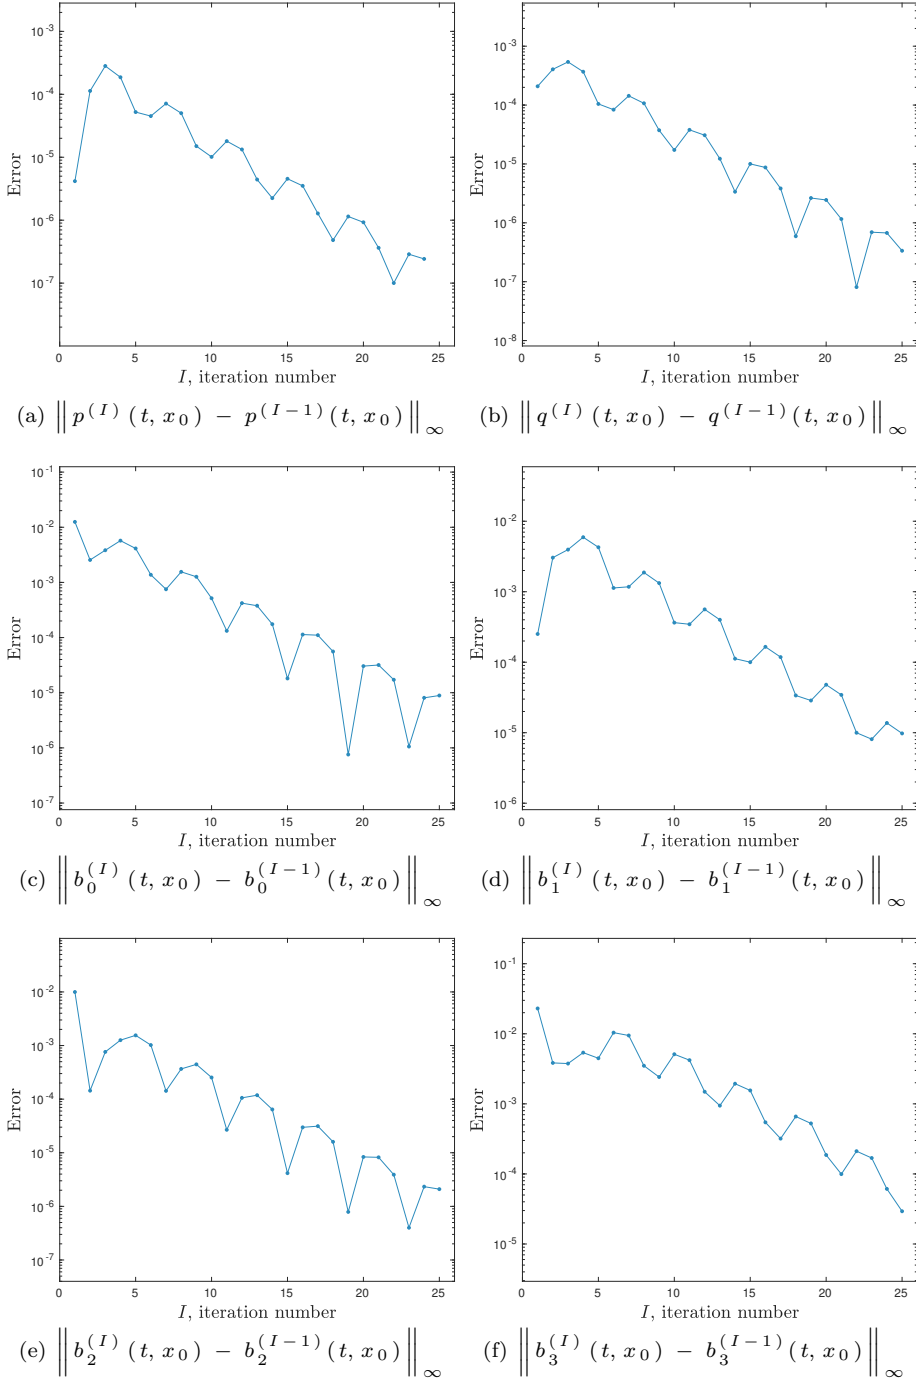 10^-3
10^-4
10^-5
10^-6
10^-7
Error
0 5 10 15 20 25
I, iteration number
(a) ‖ p^(I) (t, x_0) − p^(I−1) (t, x_0) ‖_∞
10^-3
10^-4
10^-5
10^-6
10^-7
10^-8
Error
0 5 10 15 20 25
I, iteration number
(b) ‖ q^(I) (t, x_0) − q^(I−1) (t, x_0) ‖_∞
10^-1
10^-2
10^-3
10^-4
10^-5
10^-6
10^-7
Error
0 5 10 15 20 25
I, iteration number
(c) ‖ b_0^(I) (t, x_0) − b_0^(I−1) (t, x_0) ‖_∞
10^-2
10^-3
10^-4
10^-5
10^-6
Error
0 5 10 15 20 25
I, iteration number
(d) ‖ b_1^(I) (t, x_0) − b_1^(I−1) (t, x_0) ‖_∞
10^-2
10^-3
10^-4
10^-5
10^-6
10^-7
Error
0 5 10 15 20 25
I, iteration number
(e) ‖ b_2^(I) (t, x_0) − b_2^(I−1) (t, x_0) ‖_∞
10^-1
10^-2
10^-3
10^-4
10^-5
Error
0 5 10 15 20 25
I, iteration number
(f) ‖ b_3^(I) (t, x_0) − b_3^(I−1) (t, x_0) ‖_∞